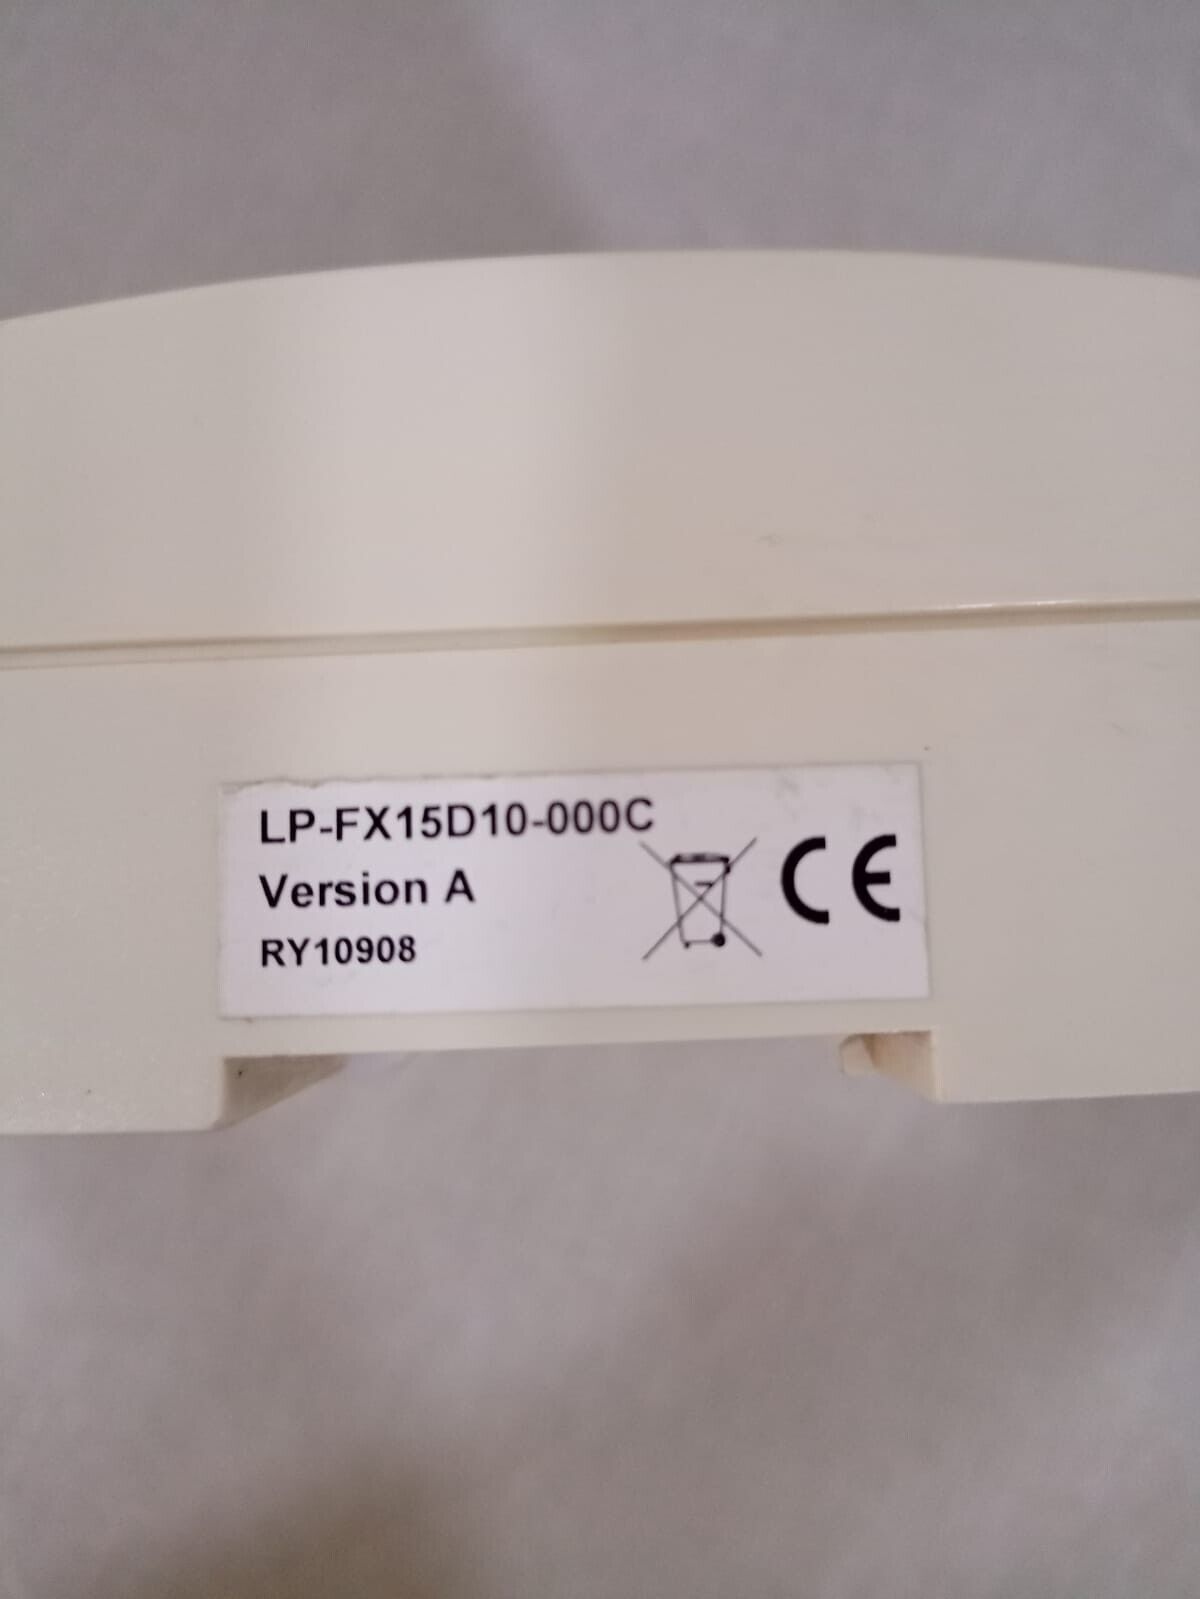 LP-FX15D10-000C
Version A
RY10908
CE